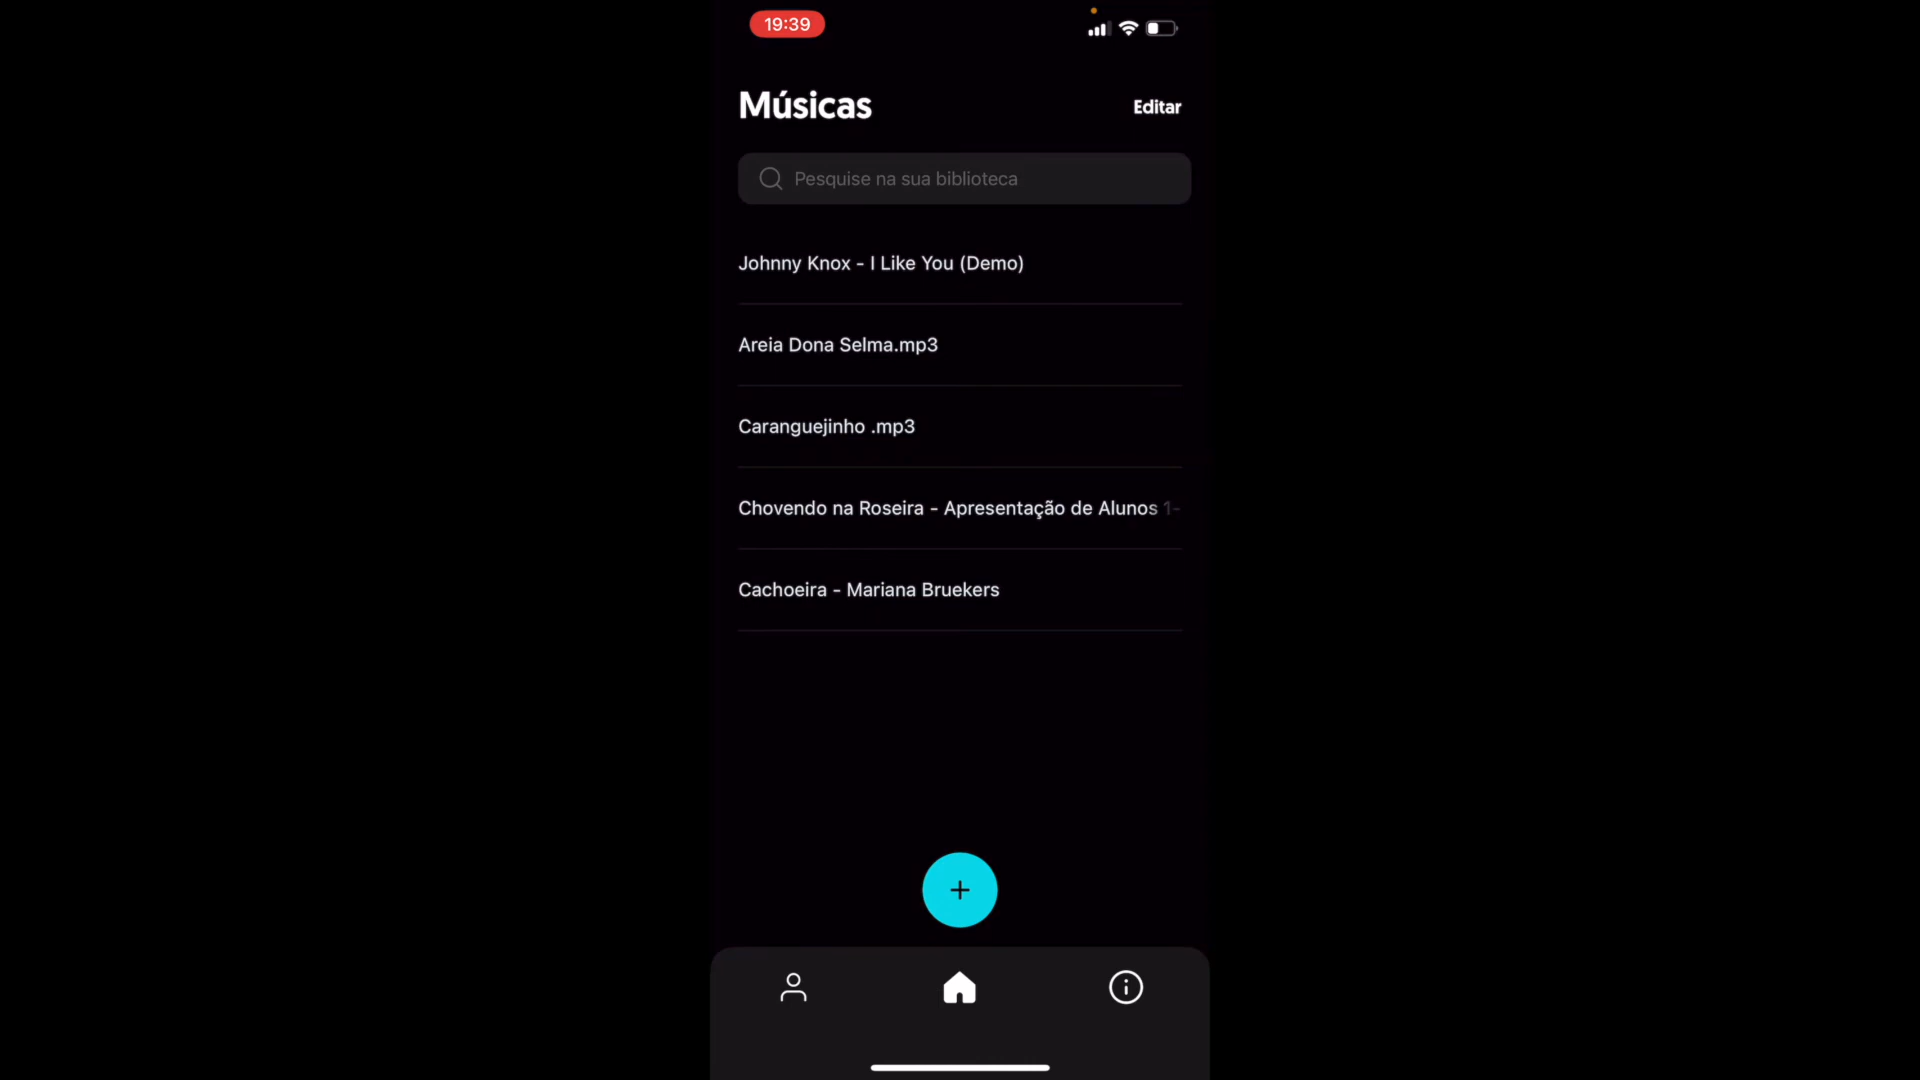 19:39
Músicas
Editar
Pesquise na sua biblioteca
Johnny Knox - I Like You (Demo)
Areia Dona Selma.mp3
Caranguejinho .mp3
Chovendo na Roseira - Apresentação de Alunos 1-
Cachoeira - Mariana Bruekers